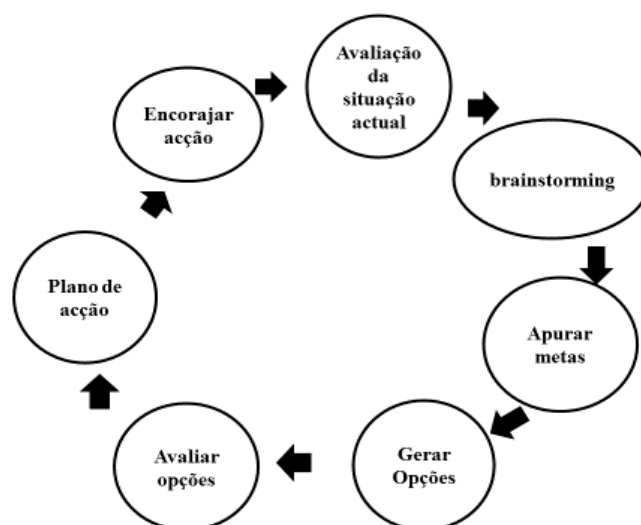 Avaliação
da
situação
actual
brainstorming
Apurar
metas
Gerar
Opções
Avaliar
opções
Plano de
acção
Encorajar
acção